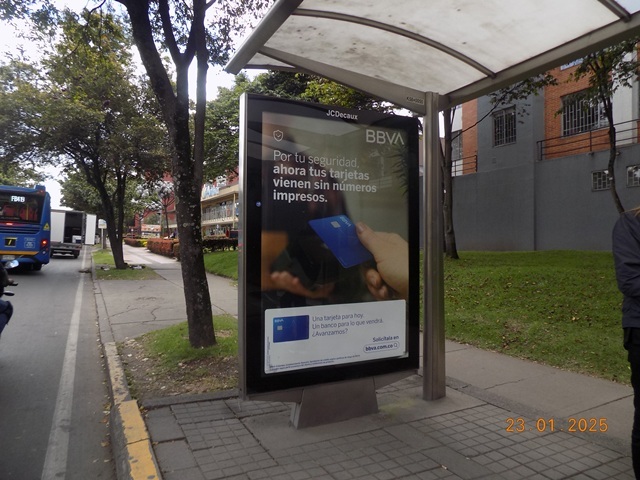 JCDecaux
BBVA
Por tu seguridad,
ahora tus tarjetas
vienen sin números
impresos.
Una tarjeta para hoy.
Un banco para lo que vendrá.
¿Avanzamos?
Solicítala en
bbva.com.co
7
23 01 2025